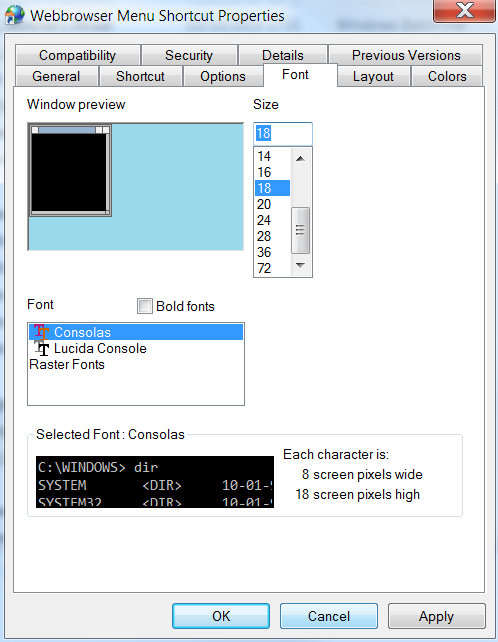 Webbrowser Menu Shortcut Properties
Compatibility Security Details Previous Versions
General Shortcut Options Font Layout Colors
Window preview Size
18
14
16
18
20
24
28
36
72
Font Bold fonts
Consolas
Lucida Console
Raster Fonts
Selected Font : Consolas
C:\WINDOWS> dir
SYSTEM <DIR> 10-01-
SYSTEM32 <DIR> 10-01-
Each character is:
8 screen pixels wide
18 screen pixels high
OK Cancel Apply